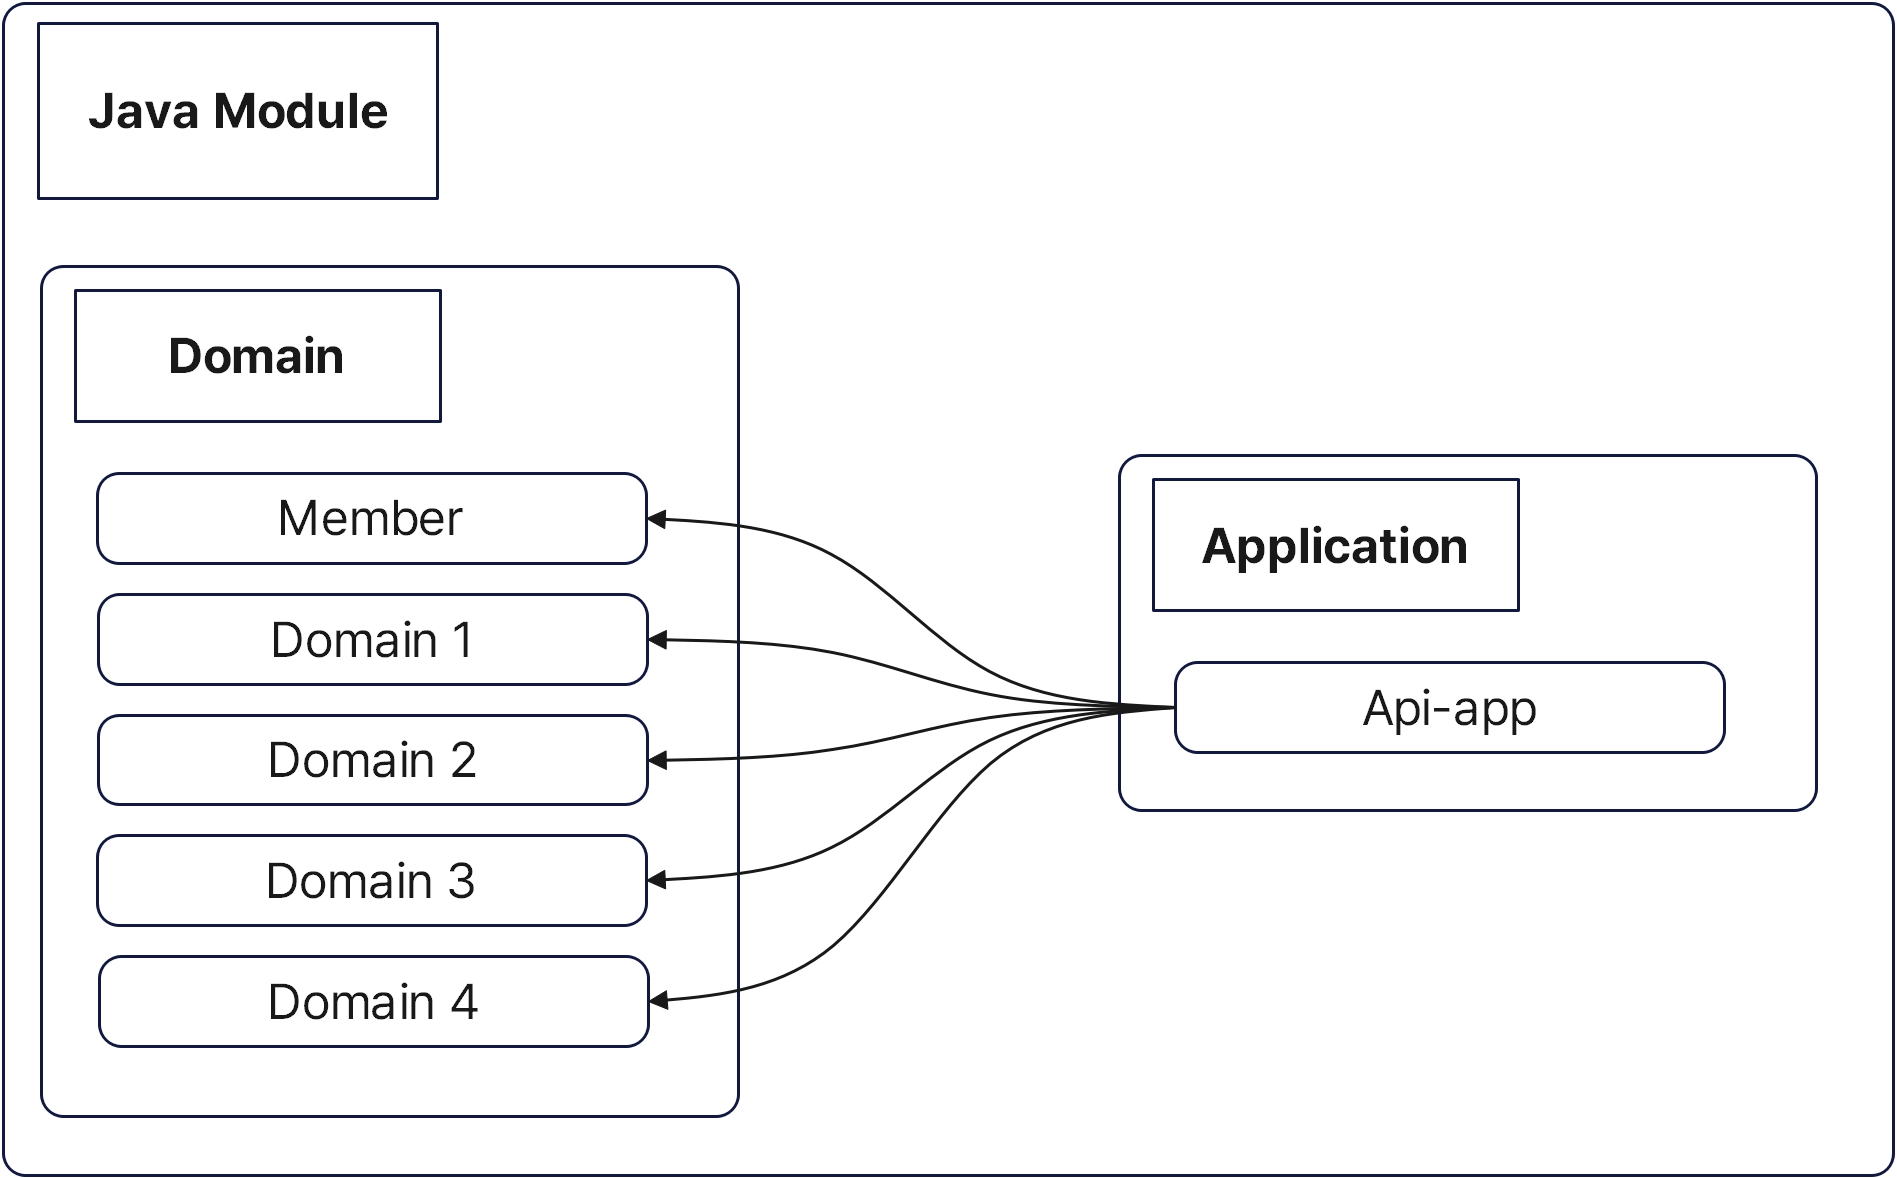 Java Module
Domain
Member
Domain 1
Domain 2
Domain 3
Domain 4
Application
Api-app